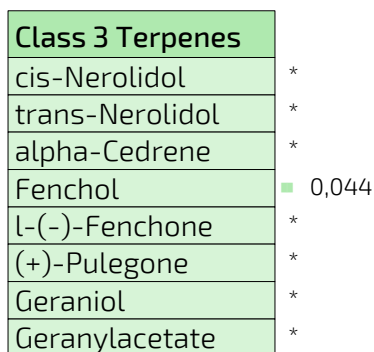 Class 3 Terpenes
cis-Nerolidol *
trans-Nerolidol *
alpha-Cedrene *
Fenchol 0,044
l-(-)-Fenchone *
(+)-Pulegone *
Geraniol *
Geranylacetate *